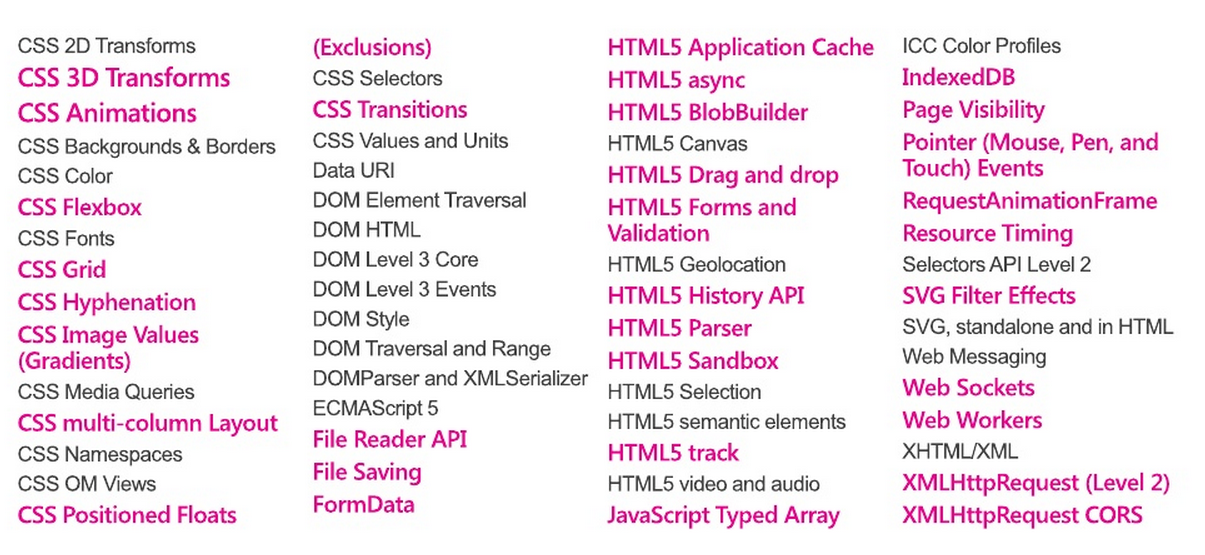 CSS 2D Transforms
CSS 3D Transforms
CSS Animations
CSS Backgrounds & Borders
CSS Color
CSS Flexbox
CSS Fonts
CSS Grid
CSS Hyphenation
CSS Image Values
(Gradients)
CSS Media Queries
CSS multi-column Layout
CSS Namespaces
CSS OM Views
CSS Positioned Floats
(Exclusions)
CSS Selectors
CSS Transitions
CSS Values and Units
Data URI
DOM Element Traversal
DOM HTML
DOM Level 3 Core
DOM Level 3 Events
DOM Style
DOM Traversal and Range
DOMParser and XMLSerializer
ECMAScript 5
File Reader API
File Saving
FormData
HTML5 Application Cache
HTML5 async
HTML5 BlobBuilder
HTML5 Canvas
HTML5 Drag and drop
HTML5 Forms and
Validation
HTML5 Geolocation
HTML5 History API
HTML5 Parser
HTML5 Sandbox
HTML5 Selection
HTML5 semantic elements
HTML5 track
HTML5 video and audio
JavaScript Typed Array
ICC Color Profiles
IndexedDB
Page Visibility
Pointer (Mouse, Pen, and
Touch) Events
RequestAnimationFrame
Resource Timing
Selectors API Level 2
SVG Filter Effects
SVG, standalone and in HTML
Web Messaging
Web Sockets
Web Workers
XHTML/XML
XMLHttpRequest (Level 2)
XMLHttpRequest CORS